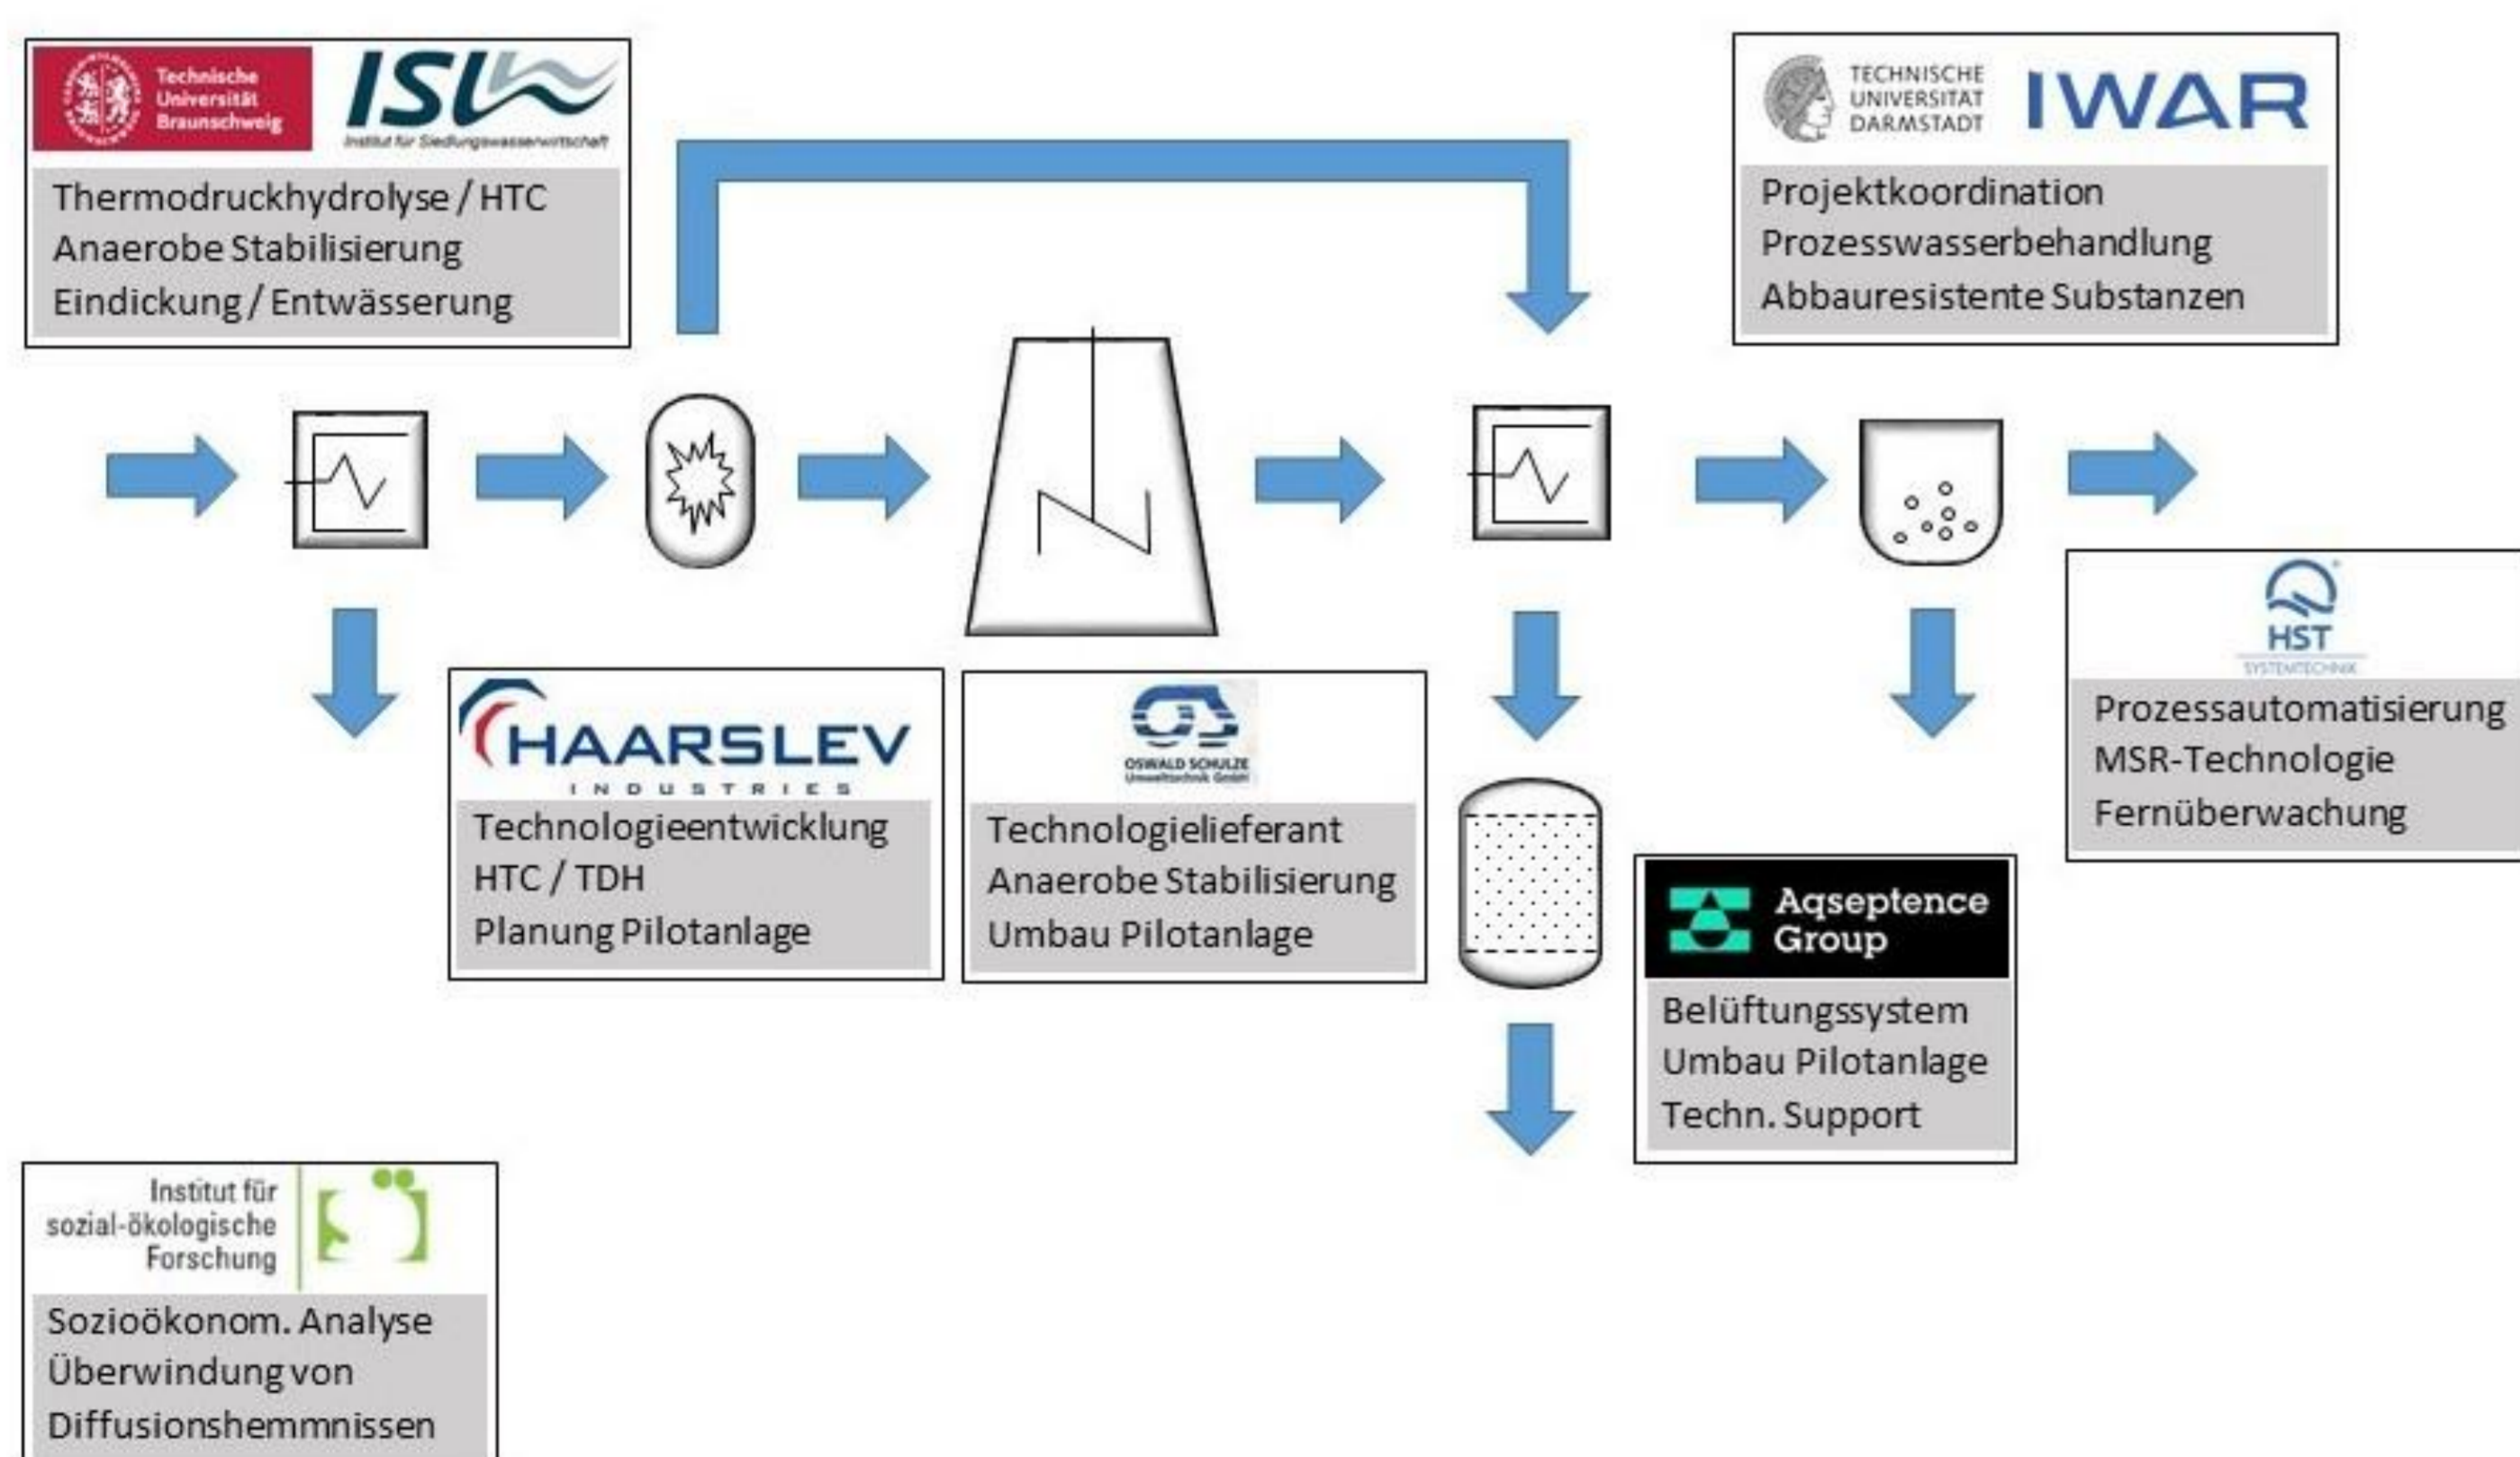 Technische
Universität
Braunschweig
ISW
Institut für Siedlungswasserwirtschaft
Thermodruckhydrolyse / HTC
Anaerobe Stabilisierung
Eindickung / Entwässerung
TECHNISCHE
UNIVERSITÄT
DARMSTADT
IWAR
Projektkoordination
Prozesswasserbehandlung
Abbauresistente Substanzen
HAARSLEV
INDUSTRIES
Technologieentwicklung
HTC / TDH
Planung Pilotanlage
OSWALD SCHULZE
Umwelttechnik GmbH
Technologielieferant
Anaerobe Stabilisierung
Umbau Pilotanlage
HST
SYSTEMTECHNIK
Prozessautomatisierung
MSR-Technologie
Fernüberwachung
Aqseptence
Group
Belüftungssystem
Umbau Pilotanlage
Techn. Support
Institut für
sozial-ökologische
Forschung
Sozioökonom. Analyse
Überwindung von
Diffusionshemmnissen